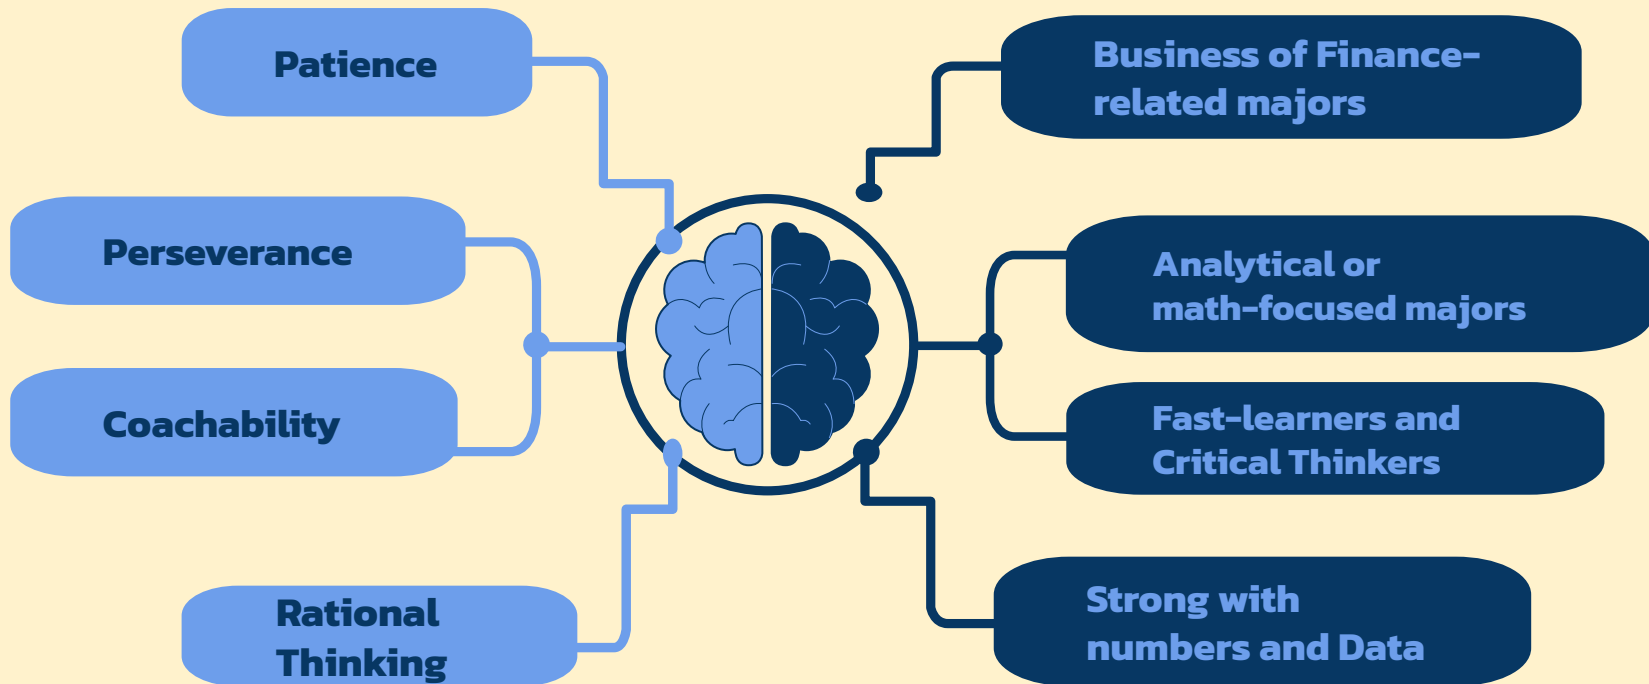 Patience
Perseverance
Coachability
Rational
Thinking
Business of Finance-
related majors
Analytical or
math-focused majors
Fast-learners and
Critical Thinkers
Strong with
numbers and Data